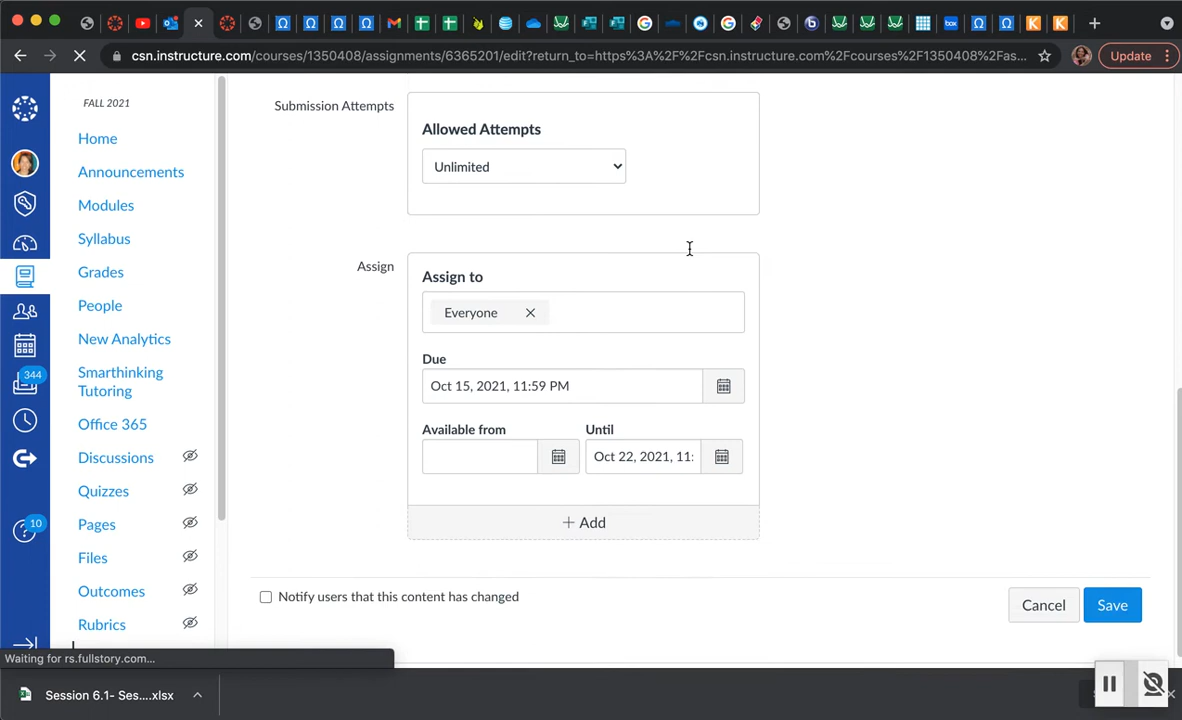 Update
csn.instructure.com/courses/1350408/assignments/6365201/edit?return_to=https%3A%2F%2Fcsn.instructure.com%2Fcourses%2F1350408%2Fas...
FALL 2021
Home
Announcements
Modules
Syllabus
Grades
People
New Analytics
Smarthinking
Tutoring
Office 365
Discussions
Quizzes
Pages
Files
Outcomes
Rubrics
344
10
Submission Attempts
Allowed Attempts
Unlimited
Assign
Assign to
Everyone
Due
Oct 15, 2021, 11:59 PM
Available from
Until
Oct 22, 2021, 11:
+ Add
Notify users that this content has changed
Cancel
Save
Waiting for rs.fullstory.com...
Session 6.1- Ses....xlsx